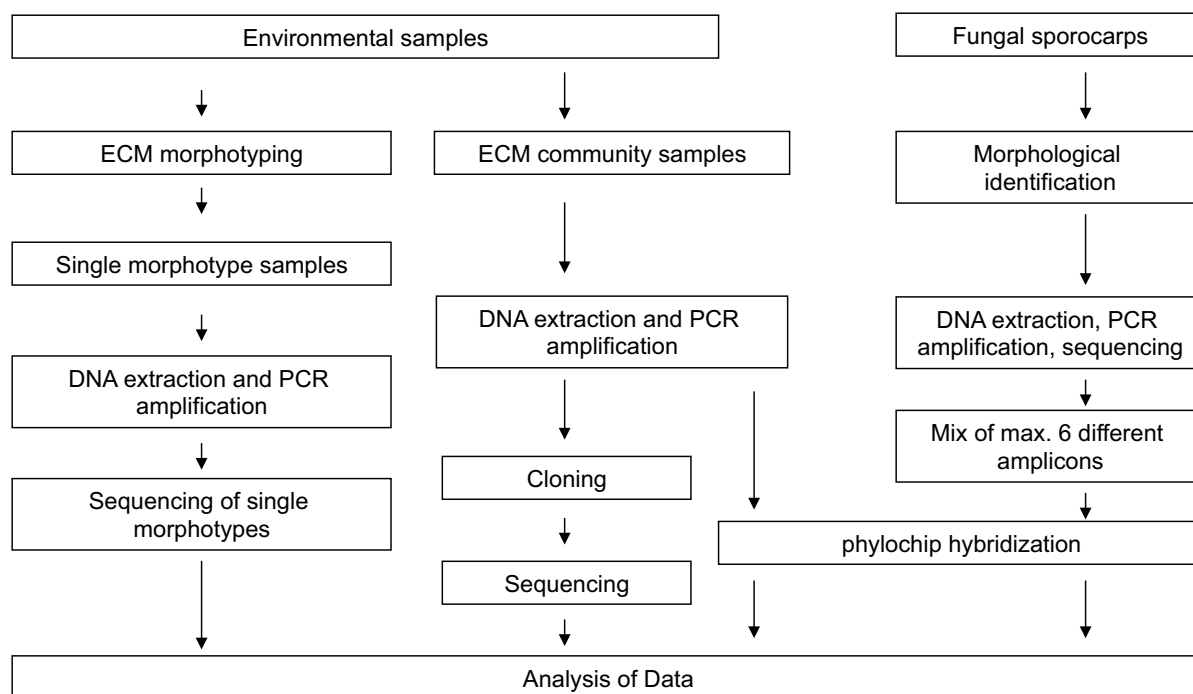 Environmental samples
Fungal sporocarps
ECM morphotyping
ECM community samples
Morphological
identification
Single morphotype samples
DNA extraction and PCR
amplification
DNA extraction and PCR
amplification
DNA extraction, PCR
amplification, sequencing
Mix of max. 6 different
amplicons
Cloning
Sequencing of single
morphotypes
phylochip hybridization
Sequencing
Analysis of Data